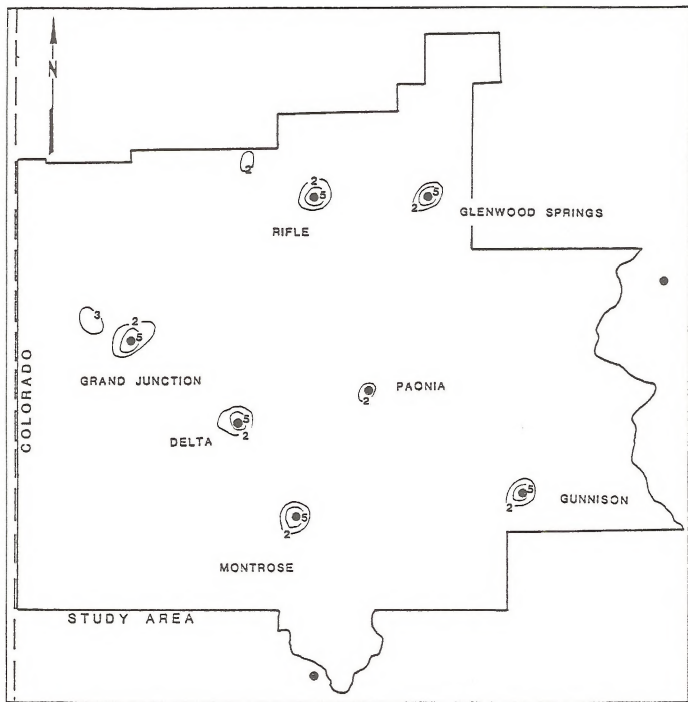 N
2
2
5
5
2
GLENWOOD SPRINGS
RIFLE
3
2
5
COLORADO
GRAND JUNCTION
PAONIA
2
5
2
DELTA
5
2
GUNNISON
5
2
MONTROSE
STUDY AREA